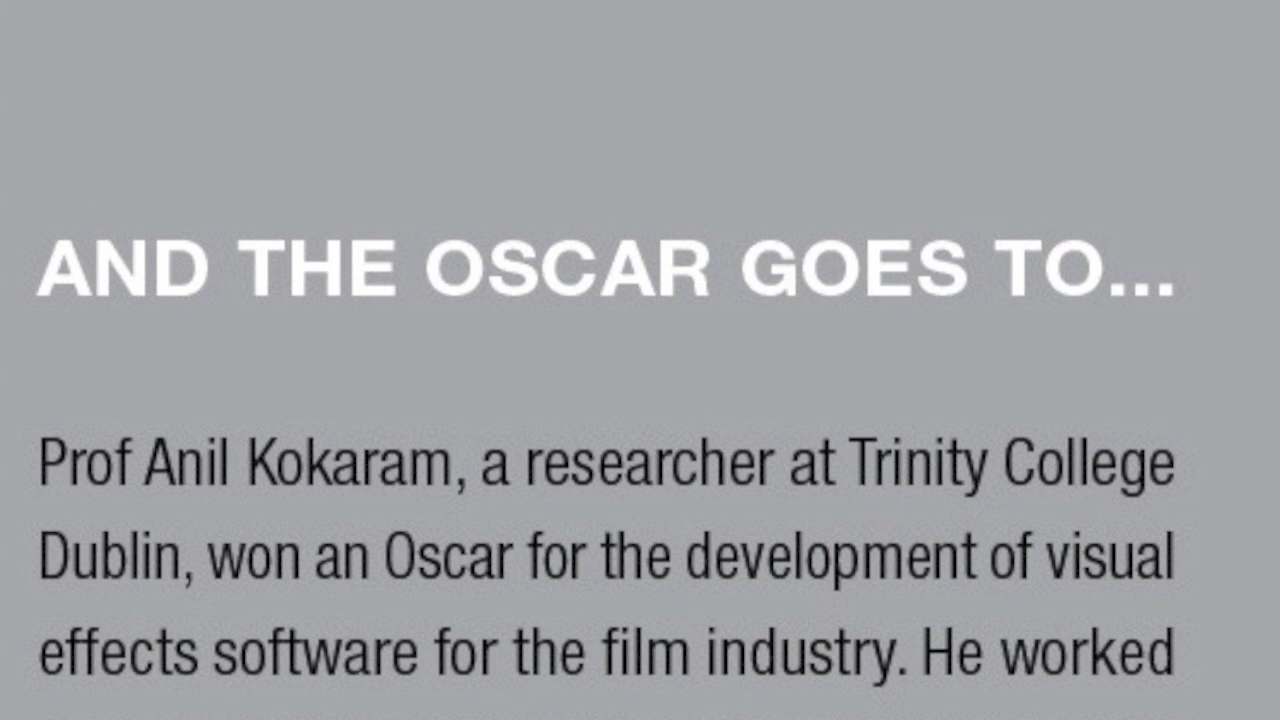 AND THE OSCAR GOES TO...
Prof Anil Kokaram, a researcher at Trinity College
Dublin, won an Oscar for the development of visual
effects software for the film industry. He worked